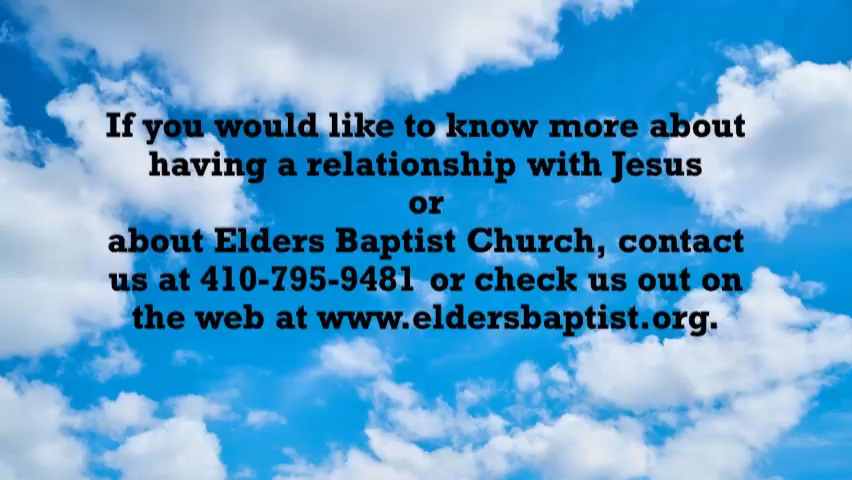 If you would like to know more about
having a relationship with Jesus
or
about Elders Baptist Church, contact
us at 410-795-9481 or check us out on
the web at www.eldersbaptist.org.